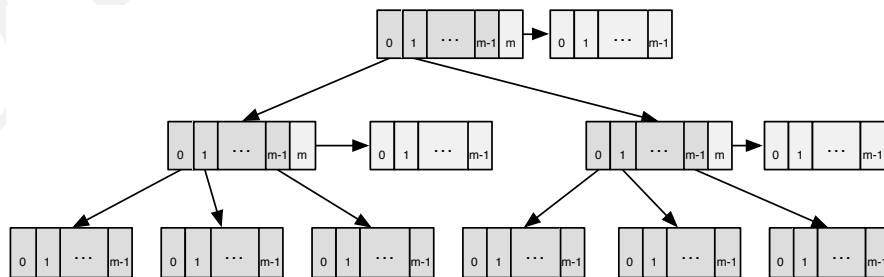 0 1 ... m-1 m 0 1 ... m-1
0 1 ... m-1 m 0 1 ... m-1 0 1 ... m-1 m 0 1 ... m-1
0 1 ... m-1 0 1 ... m-1 0 1 ... m-1 0 1 ... m-1 0 1 ... m-1 0 1 ... m-1